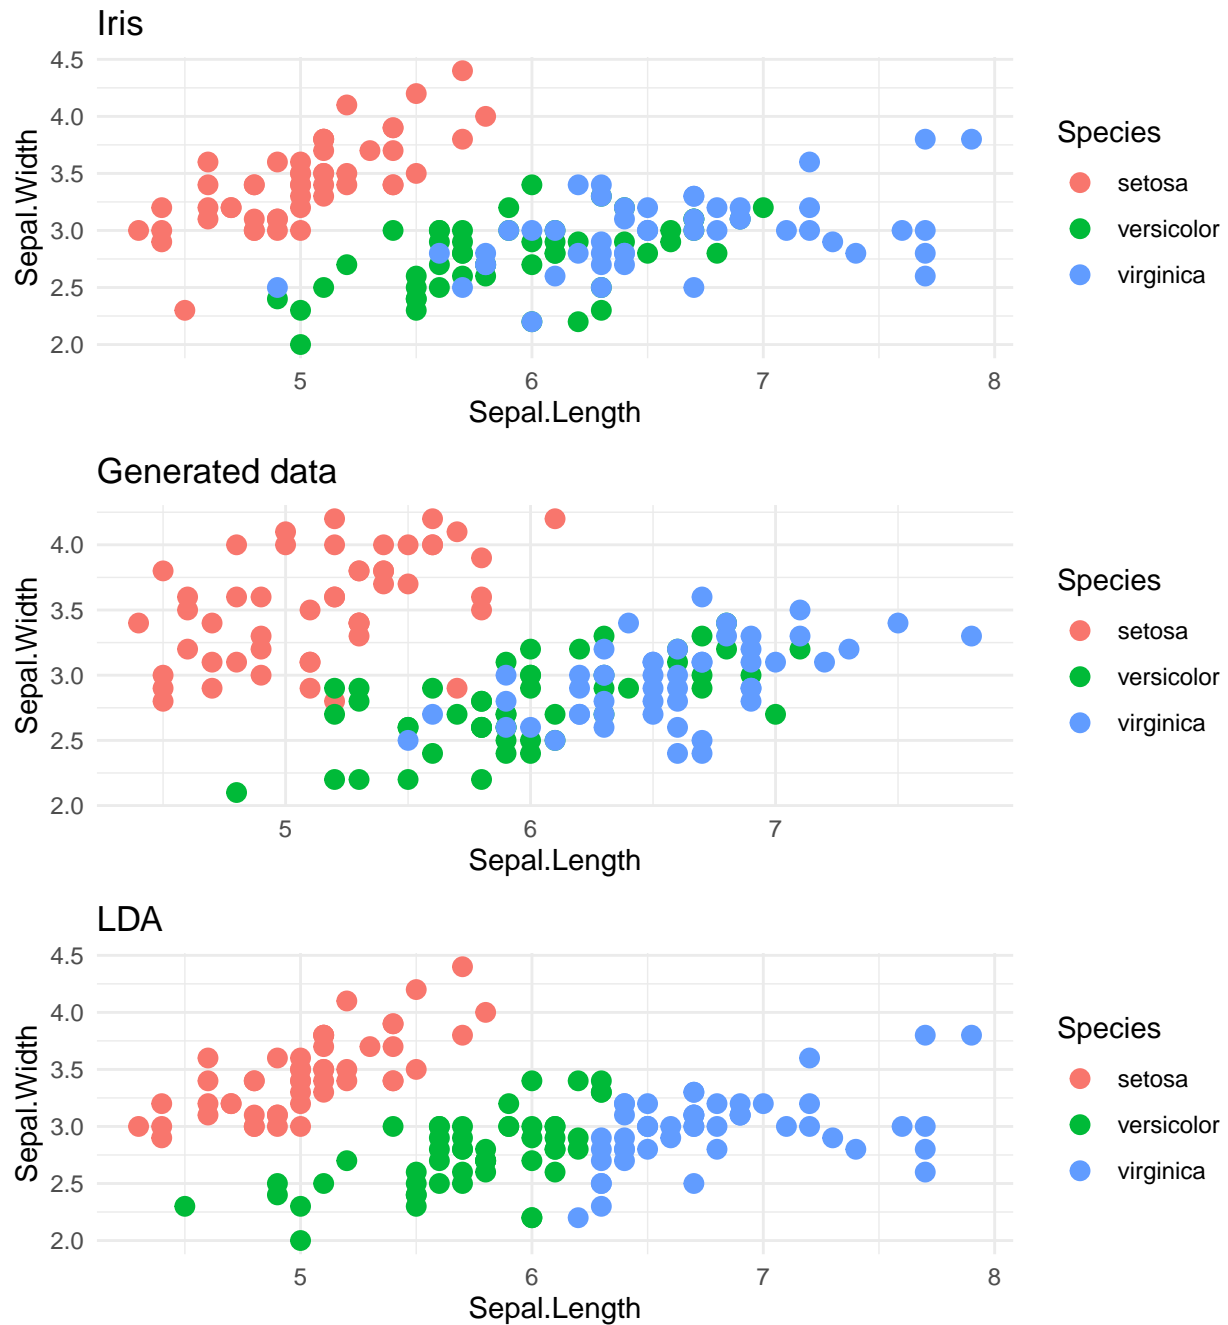 Iris
4.5
4.0
3.5
3.0
2.5
2.0
Sepal.Width
5 6 7 8
Sepal.Length
Species
setosa
versicolor
virginica
Generated data
4.0
3.5
3.0
2.5
2.0
Sepal.Width
5 6 7
Sepal.Length
Species
setosa
versicolor
virginica
LDA
4.5
4.0
3.5
3.0
2.5
2.0
Sepal.Width
5 6 7 8
Sepal.Length
Species
setosa
versicolor
virginica